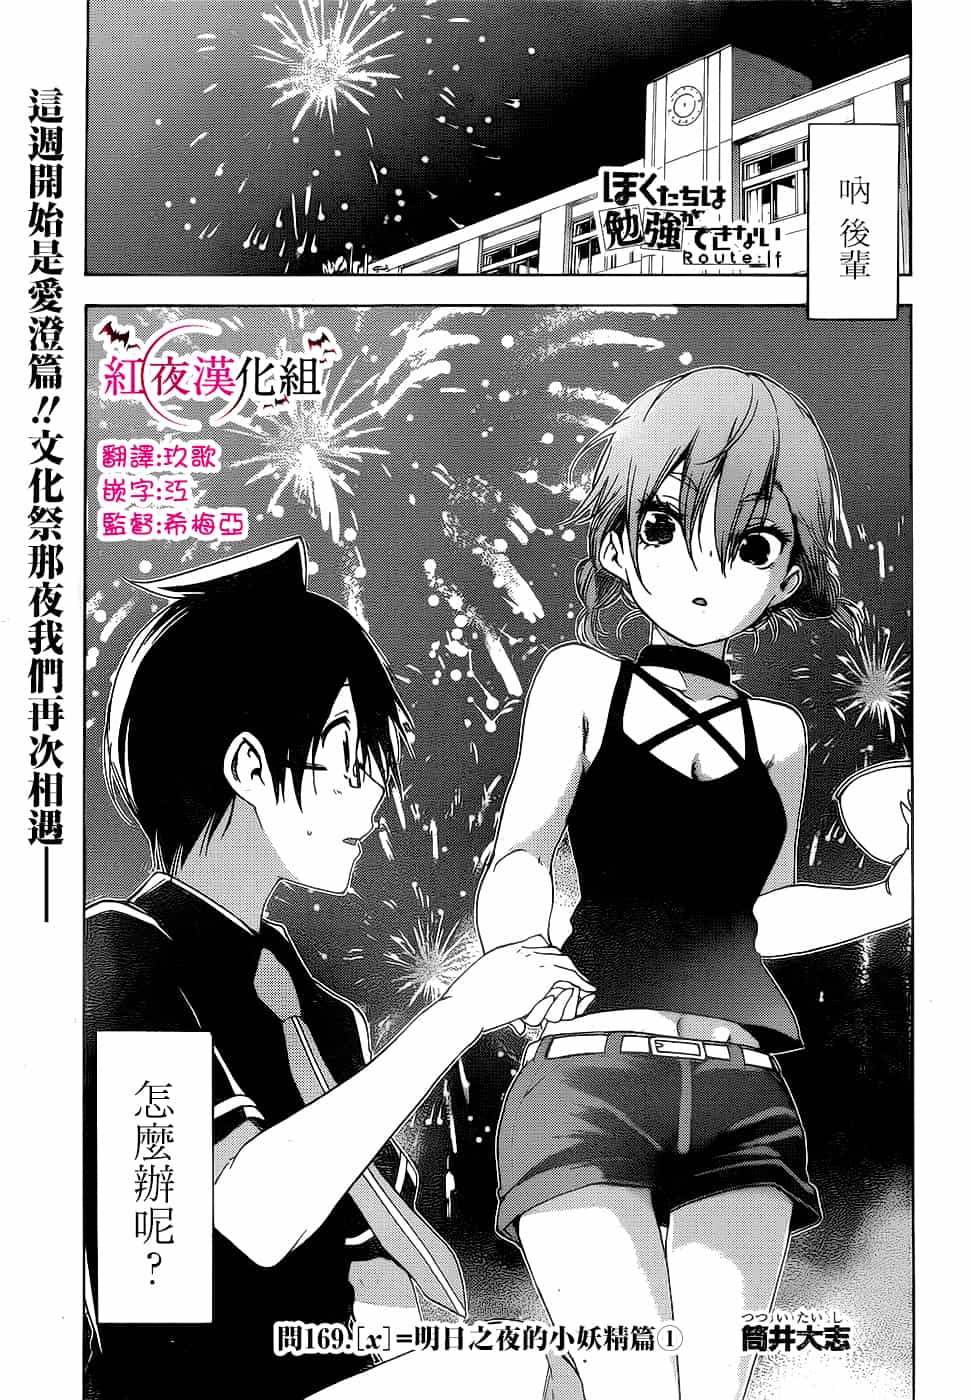 吶後輩
ぼくたちは
勉強が
できない
Route:If
這週開始是愛澄篇!!文化祭那夜我們再次相遇——
紅夜漢化組
翻譯:玖歌
嵌字:江
監督:希梅亞
怎麼辦呢?
問169.[x]=明日之夜的小妖精篇①
つついたいし
筒井大志